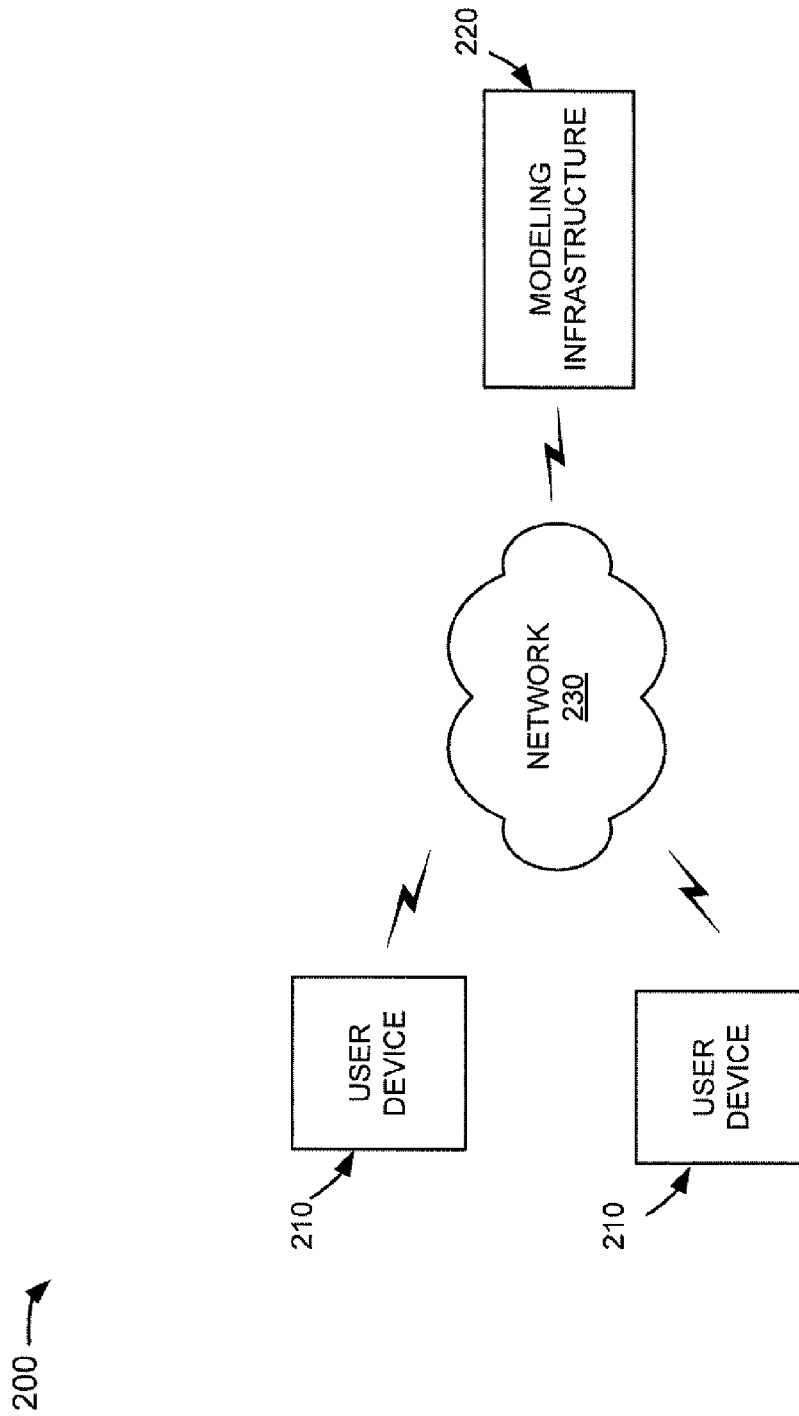 200
210
USER
DEVICE
210
USER
DEVICE
NETWORK
230
220
MODELING
INFRASTRUCTURE